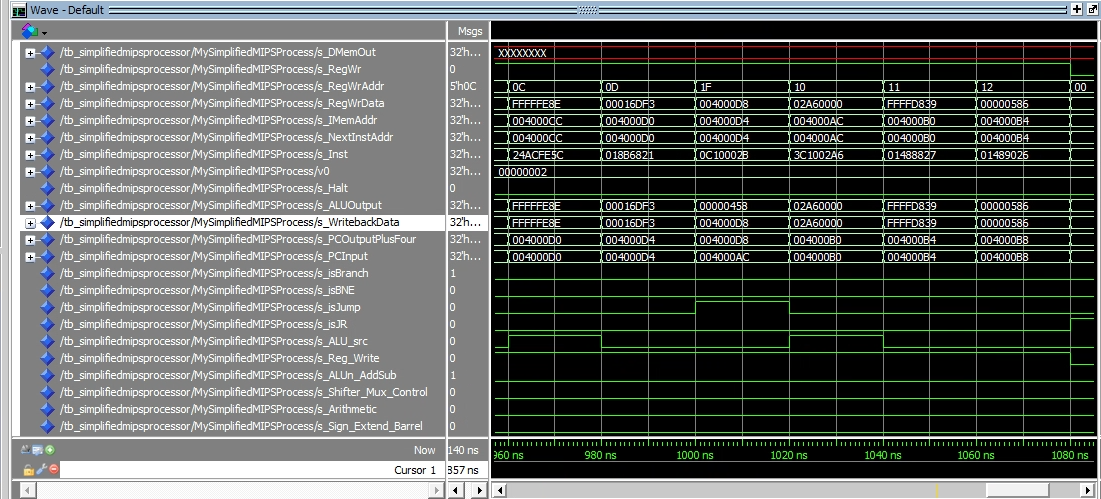 Wave - Default
Msgs
/tb_simplifiedmipsprocessor/MySimplifiedMIPSProcess/s_DMemOut 32'h... XXXXXXXX
/tb_simplifiedmipsprocessor/MySimplifiedMIPSProcess/s_RegWr 0
/tb_simplifiedmipsprocessor/MySimplifiedMIPSProcess/s_RegWrAddr 5'h0C 0C 0D 1F 10 11 12 00
/tb_simplifiedmipsprocessor/MySimplifiedMIPSProcess/s_RegWrData 32'h... FFFFFE8E 00016DF3 004000D8 02A60000 FFFFD839 00000586
/tb_simplifiedmipsprocessor/MySimplifiedMIPSProcess/s_IMemAddr 32'h... 004000CC 004000D0 004000D4 004000AC 004000B0 004000B4
/tb_simplifiedmipsprocessor/MySimplifiedMIPSProcess/s_NextInstAddr 32'h... 004000CC 004000D0 004000D4 004000AC 004000B0 004000B4
/tb_simplifiedmipsprocessor/MySimplifiedMIPSProcess/s_Inst 32'h... 24ACFE5C 018B6821 0C10002B 3C1002A6 01488827 01489026
/tb_simplifiedmipsprocessor/MySimplifiedMIPSProcess/v0 32'h... 00000002
/tb_simplifiedmipsprocessor/MySimplifiedMIPSProcess/s_Halt 0
/tb_simplifiedmipsprocessor/MySimplifiedMIPSProcess/s_ALUOutput 32'h... FFFFFE8E 00016DF3 00000458 02A60000 FFFFD839 00000586
/tb_simplifiedmipsprocessor/MySimplifiedMIPSProcess/s_WritebackData 32'h... FFFFFE8E 00016DF3 004000D8 02A60000 FFFFD839 00000586
/tb_simplifiedmipsprocessor/MySimplifiedMIPSProcess/s_PCOutputPlusFour 32'h... 004000D0 004000D4 004000D8 004000B0 004000B4 004000B8
/tb_simplifiedmipsprocessor/MySimplifiedMIPSProcess/s_PCInput 32'h... 004000D0 004000D4 004000AC 004000B0 004000B4 004000B8
/tb_simplifiedmipsprocessor/MySimplifiedMIPSProcess/s_isBranch 1
/tb_simplifiedmipsprocessor/MySimplifiedMIPSProcess/s_isBNE 0
/tb_simplifiedmipsprocessor/MySimplifiedMIPSProcess/s_isJump 0
/tb_simplifiedmipsprocessor/MySimplifiedMIPSProcess/s_isJR 0
/tb_simplifiedmipsprocessor/MySimplifiedMIPSProcess/s_ALU_src 0
/tb_simplifiedmipsprocessor/MySimplifiedMIPSProcess/s_Reg_Write 0
/tb_simplifiedmipsprocessor/MySimplifiedMIPSProcess/s_ALUn_AddSub 1
/tb_simplifiedmipsprocessor/MySimplifiedMIPSProcess/s_Shifter_Mux_Control 0
/tb_simplifiedmipsprocessor/MySimplifiedMIPSProcess/s_Arithmetic 0
/tb_simplifiedmipsprocessor/MySimplifiedMIPSProcess/s_Sign_Extend_Barrel 0
Now 140 ns 960 ns 980 ns 1000 ns 1020 ns 1040 ns 1060 ns 1080 ns
Cursor 1 357 ns